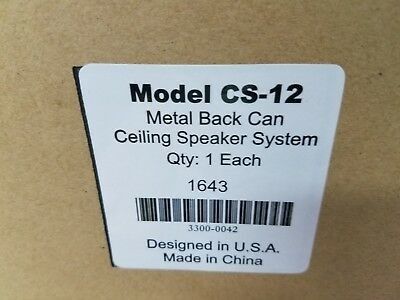 Model CS-12
Metal Back Can
Ceiling Speaker System
Qty: 1 Each
1643
3300-0042
Designed in U.S.A.
Made in China